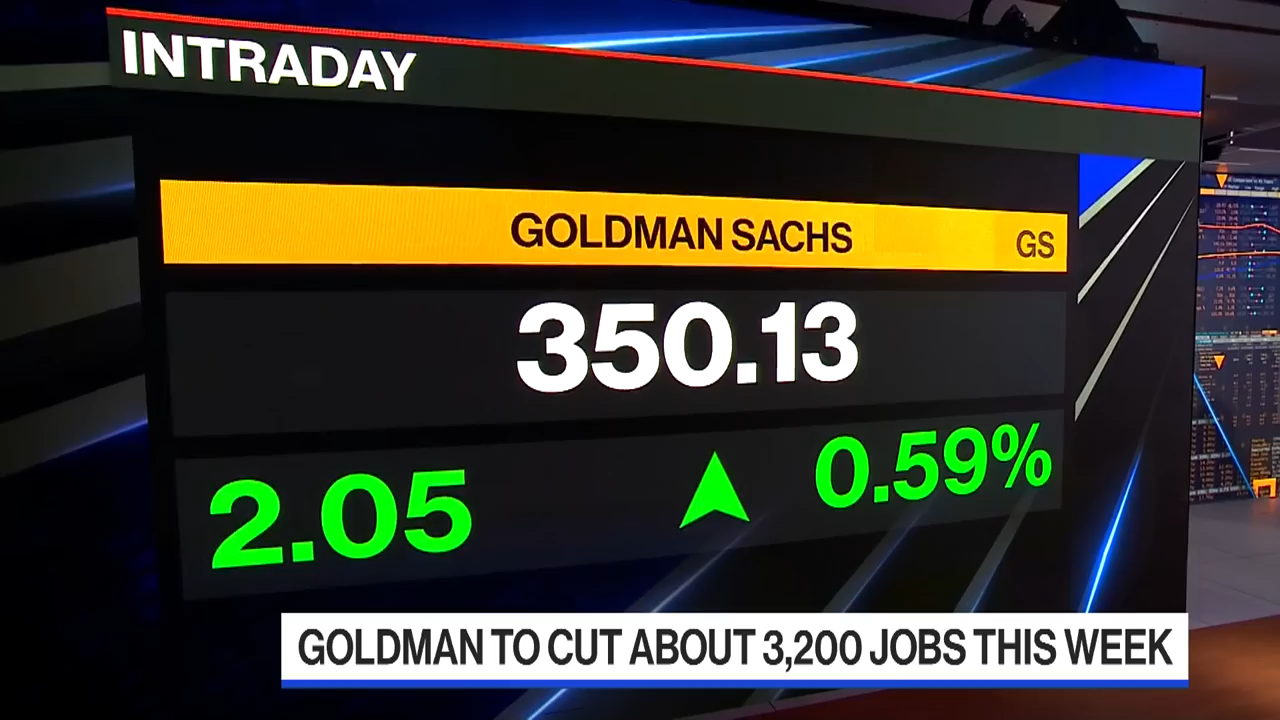 INTRADAY
GOLDMAN SACHS GS
350.13
2.05 ▲ 0.59%
GOLDMAN TO CUT ABOUT 3,200 JOBS THIS WEEK